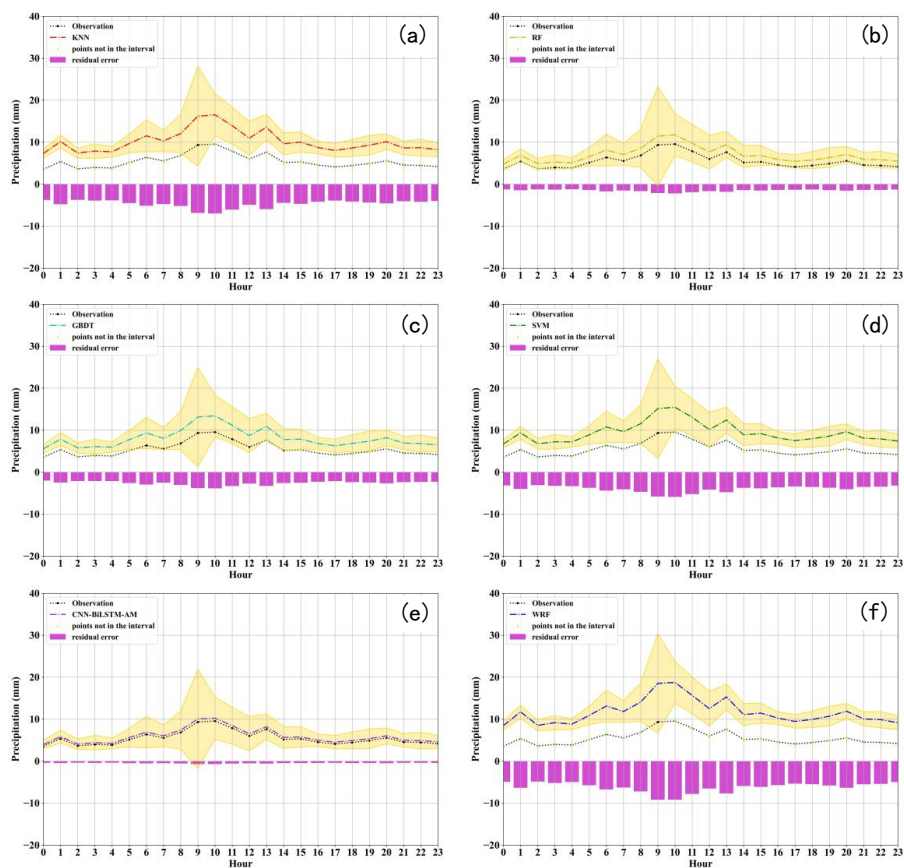 (a)
Observation
KNN
points not in the interval
residual error
Precipitation (mm)
40
30
20
10
0
−10
−20
0 1 2 3 4 5 6 7 8 9 10 11 12 13 14 15 16 17 18 19 20 21 22 23
Hour
(b)
Observation
RF
points not in the interval
residual error
Precipitation (mm)
40
30
20
10
0
−10
−20
0 1 2 3 4 5 6 7 8 9 10 11 12 13 14 15 16 17 18 19 20 21 22 23
Hour
(c)
Observation
GBDT
points not in the interval
residual error
Precipitation (mm)
40
30
20
10
0
−10
−20
0 1 2 3 4 5 6 7 8 9 10 11 12 13 14 15 16 17 18 19 20 21 22 23
Hour
(d)
Observation
SVM
points not in the interval
residual error
Precipitation (mm)
40
30
20
10
0
−10
−20
0 1 2 3 4 5 6 7 8 9 10 11 12 13 14 15 16 17 18 19 20 21 22 23
Hour
(e)
Observation
CNN-BiLSTM-AM
points not in the interval
residual error
Precipitation (mm)
40
30
20
10
0
−10
−20
0 1 2 3 4 5 6 7 8 9 10 11 12 13 14 15 16 17 18 19 20 21 22 23
Hour
(f)
Observation
WRF
points not in the interval
residual error
Precipitation (mm)
40
30
20
10
0
−10
−20
0 1 2 3 4 5 6 7 8 9 10 11 12 13 14 15 16 17 18 19 20 21 22 23
Hour